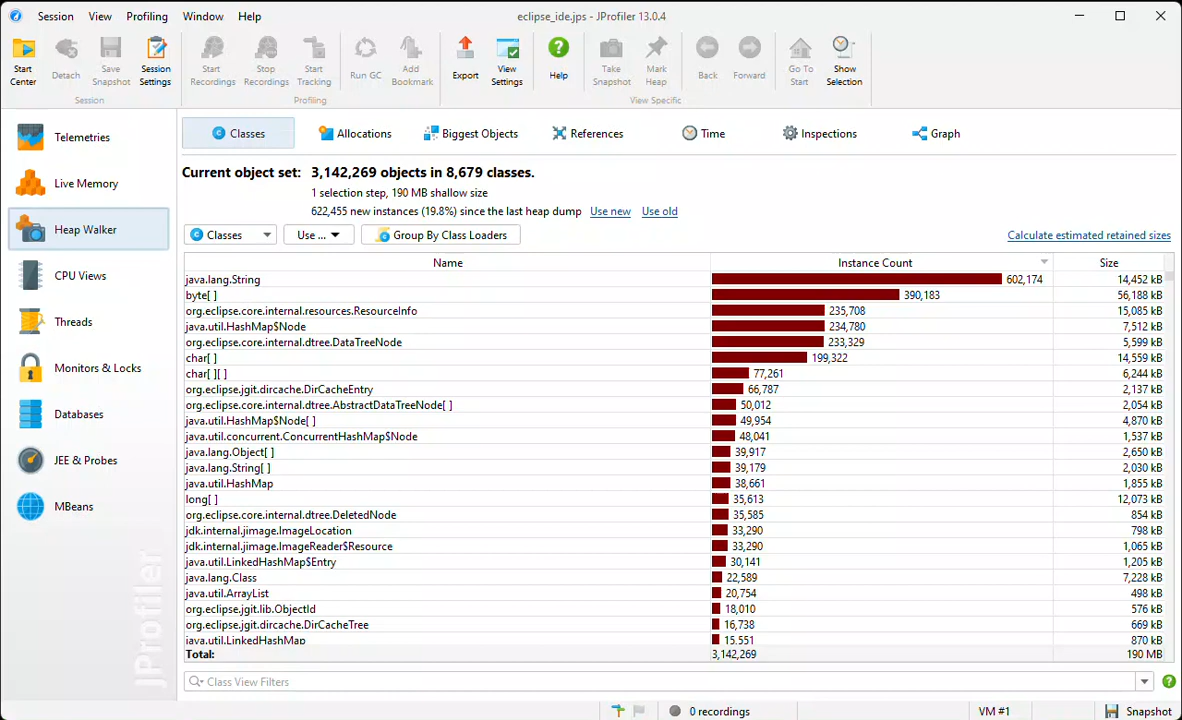 eclipse_ide.jps - JProfiler 13.0.4
Session View Profiling Window Help
Start Center
Detach
Save Snapshot
Session Settings
Start Recordings
Stop Recordings
Start Tracking
Run GC
Add Bookmark
Export
View Settings
Help
Take Snapshot
Mark Heap
Back
Forward
Go To Start
Show Selection
Session Profiling View Specific
Telemetries
Live Memory
Heap Walker
CPU Views
Threads
Monitors & Locks
Databases
JEE & Probes
MBeans
JProfiler
Classes Allocations Biggest Objects References Time Inspections Graph
Current object set: 3,142,269 objects in 8,679 classes.
1 selection step, 190 MB shallow size
622,455 new instances (19.8%) since the last heap dump Use new Use old
Classes Use ... Group By Class Loaders Calculate estimated retained sizes
Name Instance Count Size
java.lang.String 602,174 14,452 kB
byte[ ] 390,183 56,188 kB
org.eclipse.core.internal.resources.ResourceInfo 235,708 15,085 kB
java.util.HashMap$Node 234,780 7,512 kB
org.eclipse.core.internal.dtree.DataTreeNode 233,329 5,599 kB
char[ ] 199,322 14,559 kB
char[ ][ ] 77,261 6,244 kB
org.eclipse.jgit.dircache.DirCacheEntry 66,787 2,137 kB
org.eclipse.core.internal.dtree.AbstractDataTreeNode[ ] 50,012 2,054 kB
java.util.HashMap$Node[ ] 49,954 4,870 kB
java.util.concurrent.ConcurrentHashMap$Node 48,041 1,537 kB
java.lang.Object[ ] 39,917 2,650 kB
java.lang.String[ ] 39,179 2,030 kB
java.util.HashMap 38,661 1,855 kB
long[ ] 35,613 12,073 kB
org.eclipse.core.internal.dtree.DeletedNode 35,585 854 kB
jdk.internal.jimage.ImageLocation 33,290 798 kB
jdk.internal.jimage.ImageReader$Resource 33,290 1,065 kB
java.util.LinkedHashMap$Entry 30,141 1,205 kB
java.lang.Class 22,589 7,228 kB
java.util.ArrayList 20,754 498 kB
org.eclipse.jgit.lib.ObjectId 18,010 576 kB
org.eclipse.jgit.dircache.DirCacheTree 16,738 669 kB
java.util.LinkedHashMap 15,551 870 kB
Total: 3,142,269 190 MB
Class View Filters
0 recordings VM #1 Snapshot